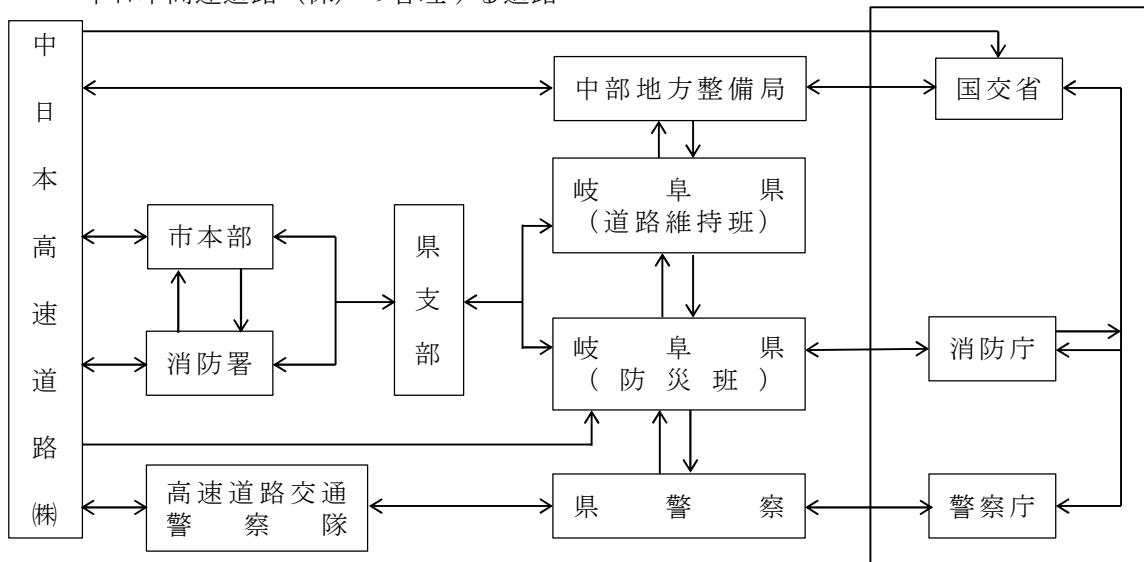 中日本高速道路㈱
中部地方整備局
国交省
岐阜県
（道路維持班）
市本部
県支部
消防署
岐阜県
（防災班）
消防庁
高速道路交通
警察隊
県警察
警察庁